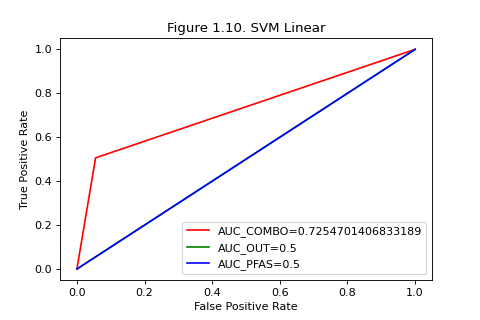 Figure 1.10. SVM Linear
1.0
0.8
0.6
0.4
0.2
0.0
True Positive Rate
AUC_COMBO=0.7254701406833189
AUC_OUT=0.5
AUC_PFAS=0.5
0.0 0.2 0.4 0.6 0.8 1.0
False Positive Rate